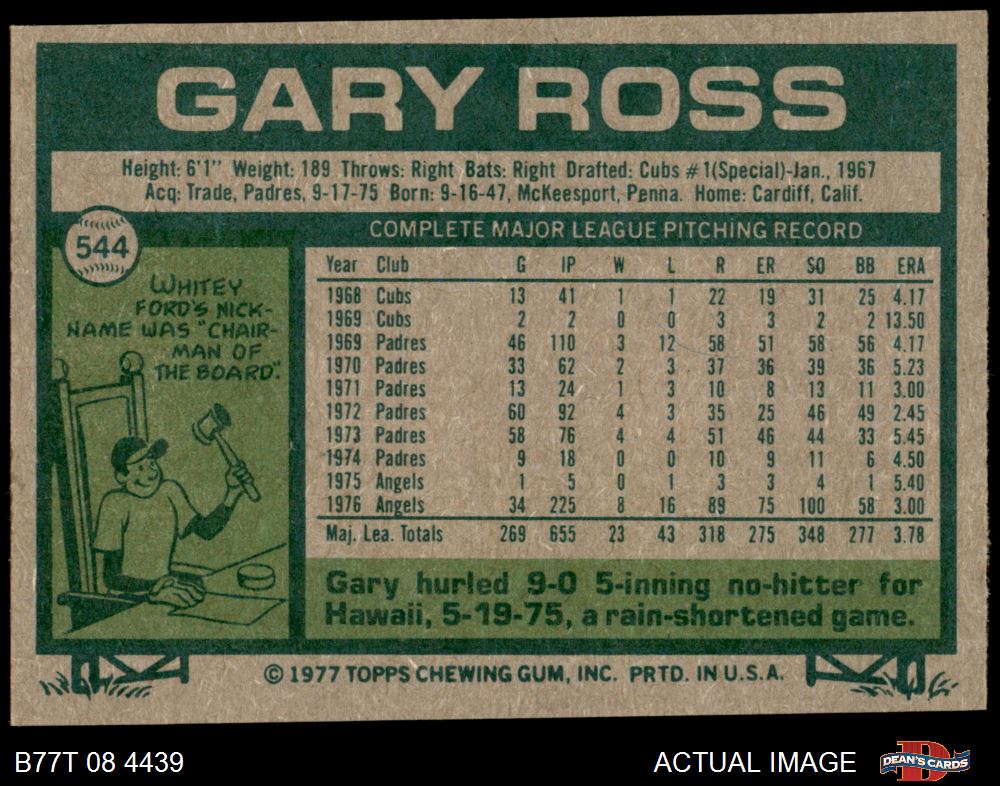 GARY ROSS
Height: 6'1" Weight: 189 Throws: Right Bats: Right Drafted: Cubs #1(Special)-Jan., 1967
Acq: Trade, Padres, 9-17-75 Born: 9-16-47, McKeesport, Penna. Home: Cardiff, Calif.
544
WHITEY
FORD'S NICK-
NAME WAS "CHAIR-
MAN OF
THE BOARD".
COMPLETE MAJOR LEAGUE PITCHING RECORD
Year Club G IP W L R ER SO BB ERA
1968 Cubs 13 41 1 1 22 19 31 25 4.17
1969 Cubs 2 2 0 0 3 3 2 2 13.50
1969 Padres 46 110 3 12 58 51 58 56 4.17
1970 Padres 33 62 2 3 37 36 39 36 5.23
1971 Padres 13 24 1 3 10 8 13 11 3.00
1972 Padres 60 92 4 3 35 25 46 49 2.45
1973 Padres 58 76 4 4 51 46 44 33 5.45
1974 Padres 9 18 0 0 10 9 11 6 4.50
1975 Angels 1 5 0 1 3 3 4 1 5.40
1976 Angels 34 225 8 16 89 75 100 58 3.00
Maj. Lea. Totals 269 655 23 43 318 275 348 277 3.78
Gary hurled 9-0 5-inning no-hitter for
Hawaii, 5-19-75, a rain-shortened game.
© 1977 TOPPS CHEWING GUM, INC. PRTD. IN U.S.A.
B77T 08 4439
ACTUAL IMAGE
D
DEAN'S CARDS